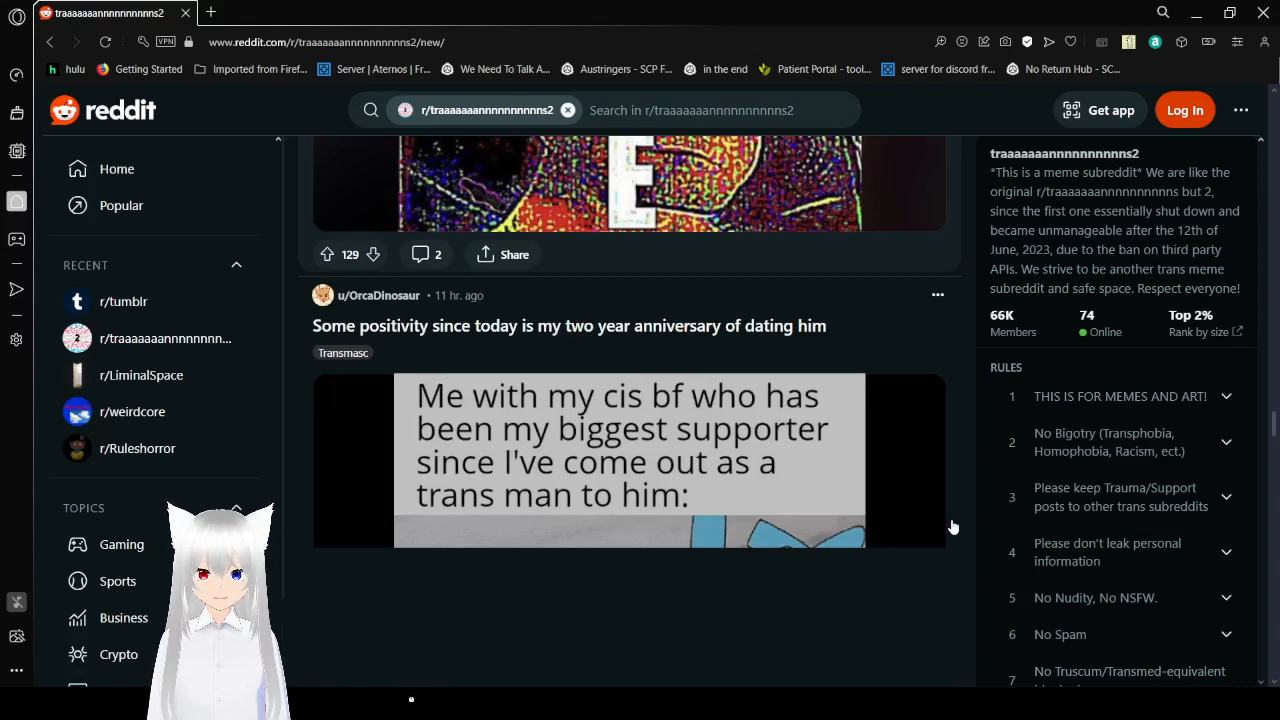 traaaaaaannnnnnnnnns2
VPN
www.reddit.com/r/traaaaaaannnnnnnnnns2/new/
hulu
Getting Started
Imported from Firef...
Server | Aternos | Fr...
We Need To Talk A...
Austringers - SCP F...
in the end
Patient Portal - tool...
server for discord fr...
No Return Hub - SC...
reddit
r/traaaaaaannnnnnnnnns2
Search in r/traaaaaaannnnnnnnnns2
Get app
Log In
Home
Popular
RECENT
r/tumblr
r/traaaaaaannnnnnn...
r/LiminalSpace
r/weirdcore
r/Ruleshorror
TOPICS
Gaming
Sports
Business
Crypto
E
129
2
Share
u/OrcaDinosaur • 11 hr. ago
Some positivity since today is my two year anniversary of dating him
Transmasc
Me with my cis bf who has
been my biggest supporter
since I've come out as a
trans man to him:
traaaaaaannnnnnnnnns2
*This is a meme subreddit* We are like the
original r/traaaaaaannnnnnnnnns but 2,
since the first one essentially shut down and
became unmanageable after the 12th of
June, 2023, due to the ban on third party
APIs. We strive to be another trans meme
subreddit and safe space. Respect everyone!
66K
Members
74
Online
Top 2%
Rank by size
RULES
1 THIS IS FOR MEMES AND ART!
2 No Bigotry (Transphobia,
Homophobia, Racism, ect.)
3 Please keep Trauma/Support
posts to other trans subreddits
4 Please don't leak personal
information
5 No Nudity, No NSFW.
6 No Spam
7 No Truscum/Transmed-equivalent